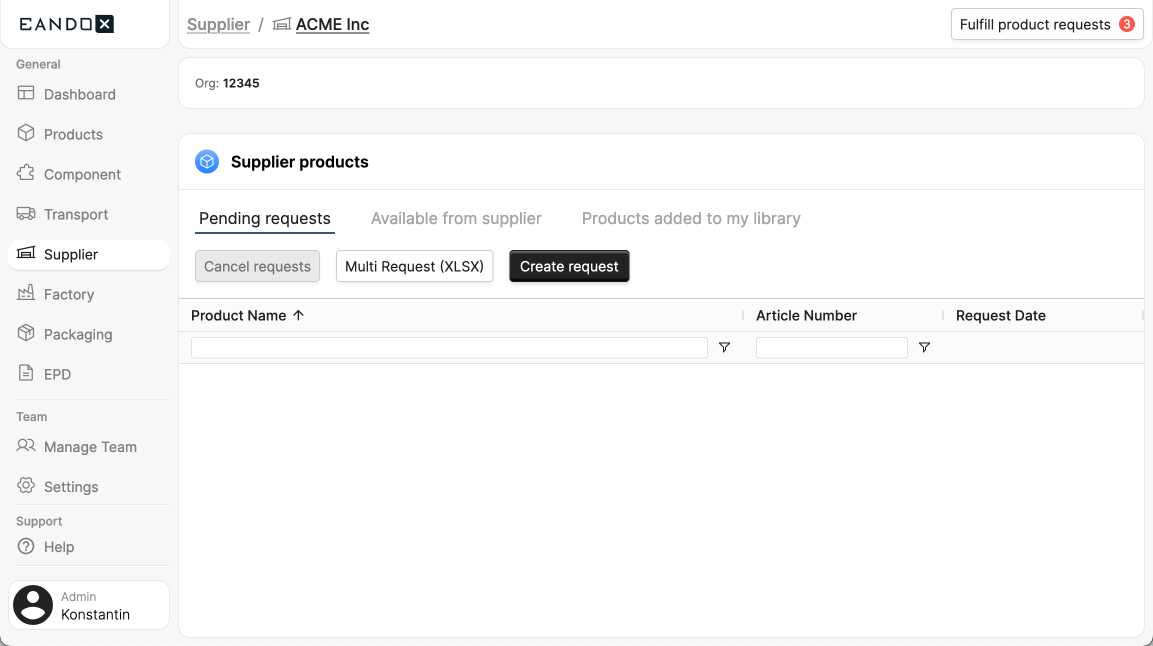 EANDOX
Supplier / ACME Inc
Fulfill product requests 3
General
Dashboard
Products
Component
Transport
Supplier
Factory
Packaging
EPD
Team
Manage Team
Settings
Support
Help
Admin
Konstantin
Org: 12345
Supplier products
Pending requests Available from supplier Products added to my library
Cancel requests Multi Request (XLSX) Create request
Product Name ↑ Article Number Request Date